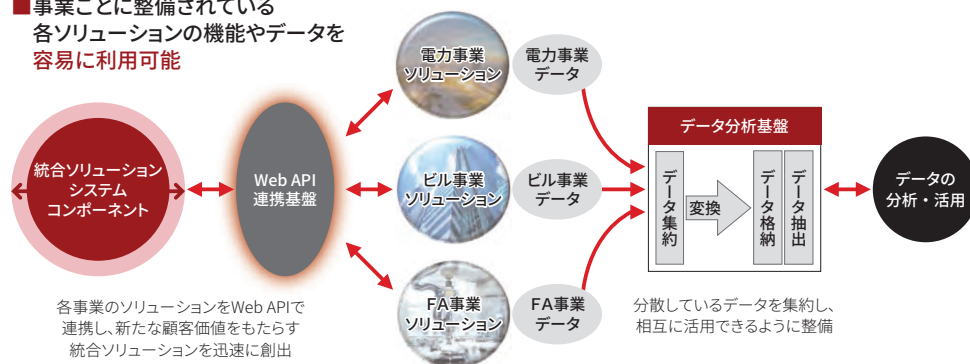 ■事業ごとに整備されている
各ソリューションの機能やデータを
容易に利用可能
統合ソリューション
システム
コンポーネント
Web API
連携基盤
電力事業
ソリューション
電力事業
データ
ビル事業
ソリューション
ビル事業
データ
FA事業
ソリューション
FA事業
データ
データ分析基盤
データ集約
変換
データ格納
データ抽出
データの
分析・活用
各事業のソリューションをWeb APIで
連携し、新たな顧客価値をもたらす
統合ソリューションを迅速に創出
分散しているデータを集約し、
相互に活用できるように整備